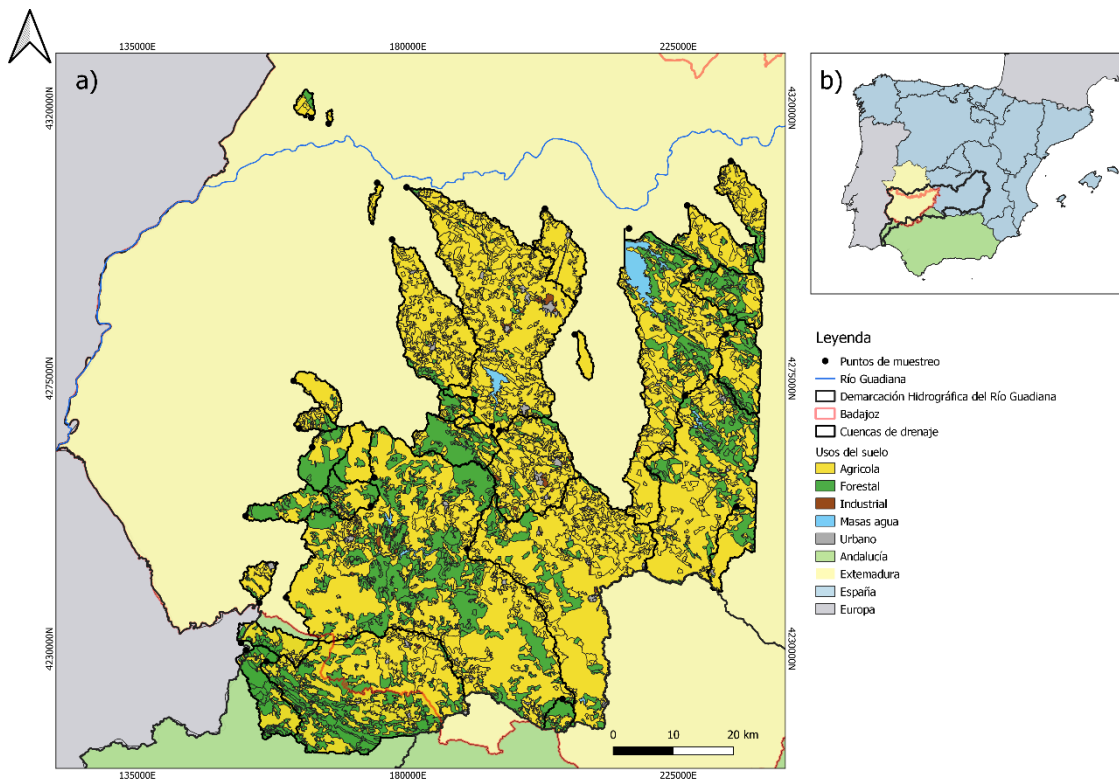 135000E 180000E 225000E
a)
b)
4320000N 4320000N
4275000N 4275000N
4230000N 4230000N
Leyenda
Puntos de muestreo
Río Guadiana
Demarcación Hidrográfica del Río Guadiana
Badajoz
Cuencas de drenaje
Usos del suelo
Agricola
Forestal
Industrial
Masas agua
Urbano
Andalucía
Extremadura
España
Europa
0 10 20 km
135000E 180000E 225000E